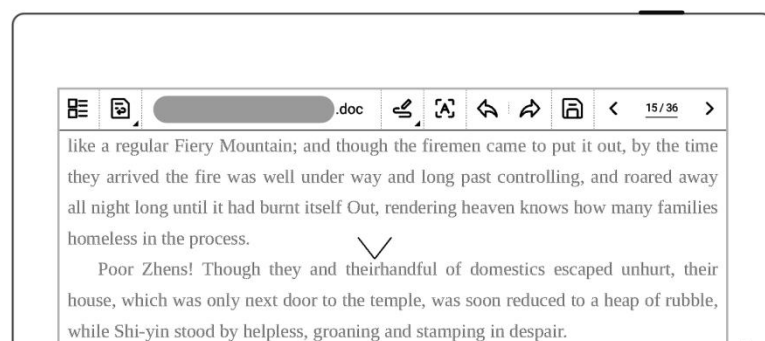 .doc
15/36
like a regular Fiery Mountain; and though the firemen came to put it out, by the time
they arrived the fire was well under way and long past controlling, and roared away
all night long until it had burnt itself Out, rendering heaven knows how many families
homeless in the process.
Poor Zhens! Though they and theirhandful of domestics escaped unhurt, their
house, which was only next door to the temple, was soon reduced to a heap of rubble,
while Shi-yin stood by helpless, groaning and stamping in despair.